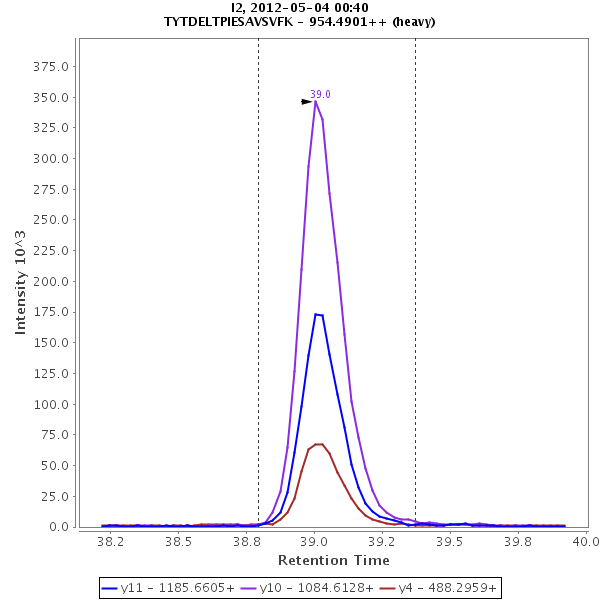 I2, 2012-05-04 00:40
TYTDELTPIESAVSVFK - 954.4901++ (heavy)
39.0
Intensity 10^3
375.0
350.0
325.0
300.0
275.0
250.0
225.0
200.0
175.0
150.0
125.0
100.0
75.0
50.0
25.0
0.0
38.2 38.5 38.8 39.0 39.2 39.5 39.8 40.0
Retention Time
y11 - 1185.6605+ y10 - 1084.6128+ y4 - 488.2959+